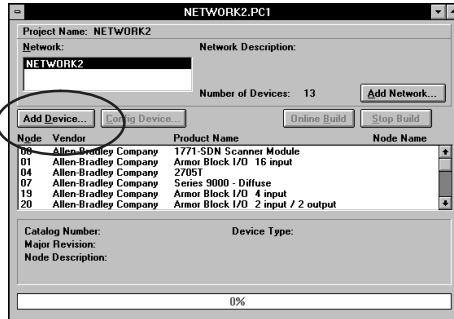 NETWORK2.PC1
Project Name: NETWORK2
Network:
Network Description:
NETWORK2
Number of Devices: 13
Add Network...
Add Device...
Config Device...
Online Build
Stop Build
Node Vendor Product Name Node Name
00 Allen-Bradley Company 1771-SDN Scanner Module
01 Allen-Bradley Company Armor Block I/O 16 input
04 Allen-Bradley Company 2705T
07 Allen-Bradley Company Series 9000 - Diffuse
19 Allen-Bradley Company Armor Block I/O 4 input
20 Allen-Bradley Company Armor Block I/O 2 input / 2 output
Catalog Number:
Device Type:
Major Revision:
Node Description:
0%